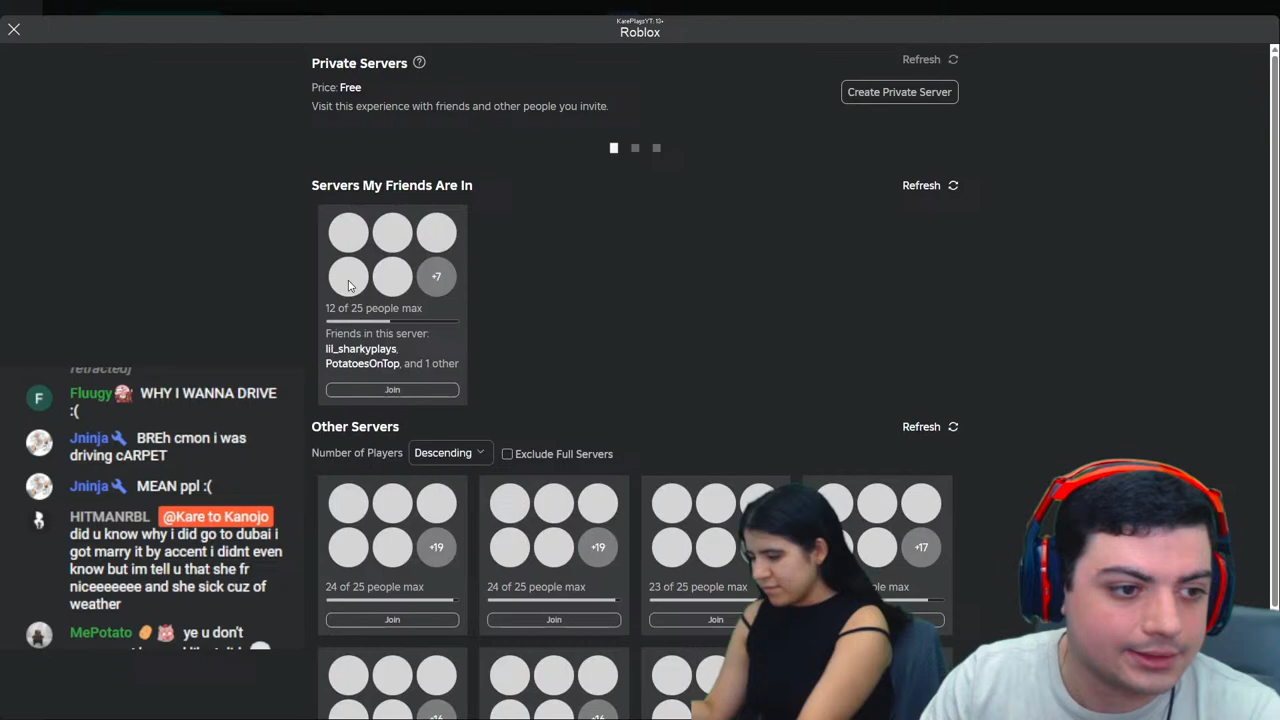 KarePlaysYT: 13+
Roblox
Private Servers
Refresh
Price: Free
Create Private Server
Visit this experience with friends and other people you invite.
Servers My Friends Are In
Refresh
+7
12 of 25 people max
Friends in this server:
lil_sharkyplays,
PotatoesOnTop, and 1 other
Join
Other Servers
Refresh
Number of Players
Descending
Exclude Full Servers
+19
+19
+17
24 of 25 people max
24 of 25 people max
23 of 25 people max
people max
Join
Join
Join
retracted]
F
Fluugy WHY I WANNA DRIVE
:(
Jninja BREh cmon i was
driving cARPET
Jninja MEAN ppl :(
HITMANRBL @Kare to Kanojo
did u know why i did go to dubai i
got marry it by accent i didnt even
know but im tell u that she fr
niceeeeeee and she sick cuz of
weather
MePotato ye u don't